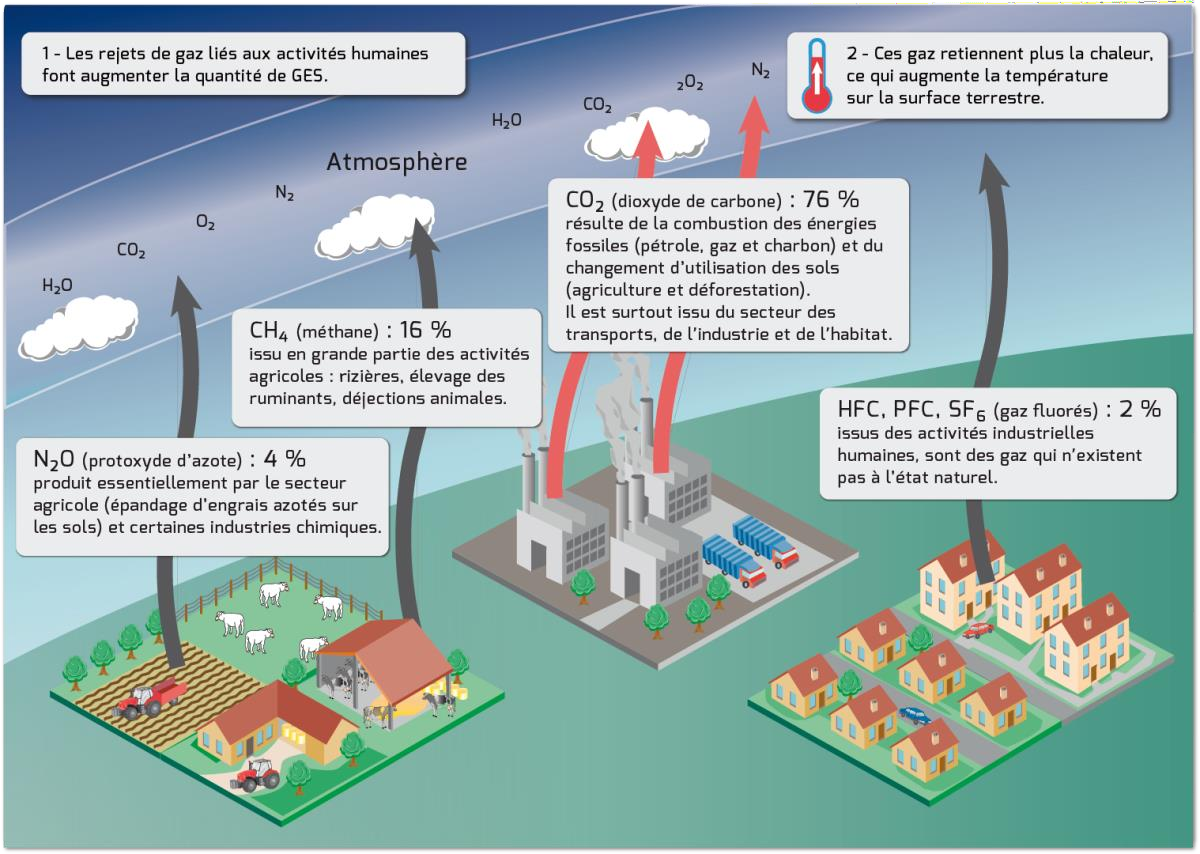 1 - Les rejets de gaz liés aux activités humaines
font augmenter la quantité de GES.
2 - Ces gaz retiennent plus la chaleur,
ce qui augmente la température
sur la surface terrestre.
N₂
₂O₂
CO₂
H₂O
Atmosphère
N₂
O₂
CO₂
H₂O
CO₂ (dioxyde de carbone) : 76 %
résulte de la combustion des énergies
fossiles (pétrole, gaz et charbon) et du
changement d'utilisation des sols
(agriculture et déforestation).
Il est surtout issu du secteur des
transports, de l'industrie et de l'habitat.
CH₄ (méthane) : 16 %
issu en grande partie des activités
agricoles : rizières, élevage des
ruminants, déjections animales.
HFC, PFC, SF₆ (gaz fluorés) : 2 %
issus des activités industrielles
humaines, sont des gaz qui n'existent
pas à l'état naturel.
N₂O (protoxyde d'azote) : 4 %
produit essentiellement par le secteur
agricole (épandage d'engrais azotés sur
les sols) et certaines industries chimiques.